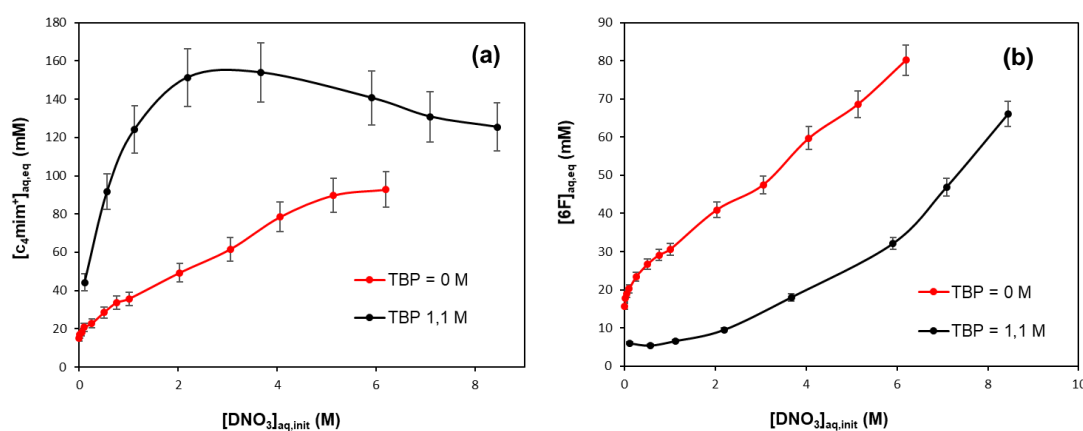 (a)
[c₄mim⁺]aq,eq (mM)
180
160
140
120
100
80
60
40
20
0
0 2 4 6 8
[DNO₃]aq,init (M)
TBP = 0 M
TBP 1,1 M
(b)
[6F]aq,eq (mM)
90
80
70
60
50
40
30
20
10
0
0 2 4 6 8 10
[DNO₃]aq,init (M)
TBP = 0 M
TBP = 1,1 M